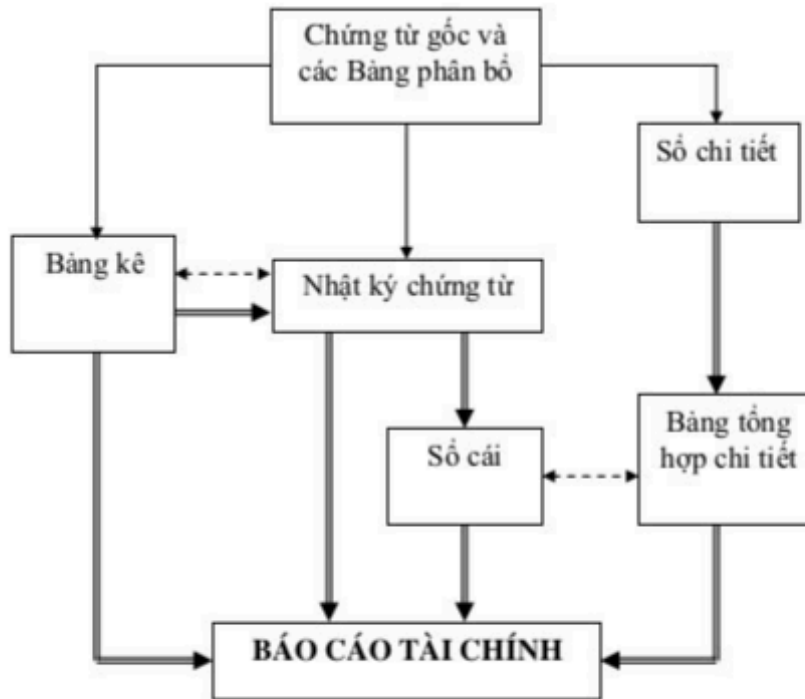 Chứng từ gốc và
các Bảng phân bổ
Sổ chi tiết
Bảng kê
Nhật ký chứng từ
Bảng tổng
hợp chi tiết
Sổ cái
BÁO CÁO TÀI CHÍNH